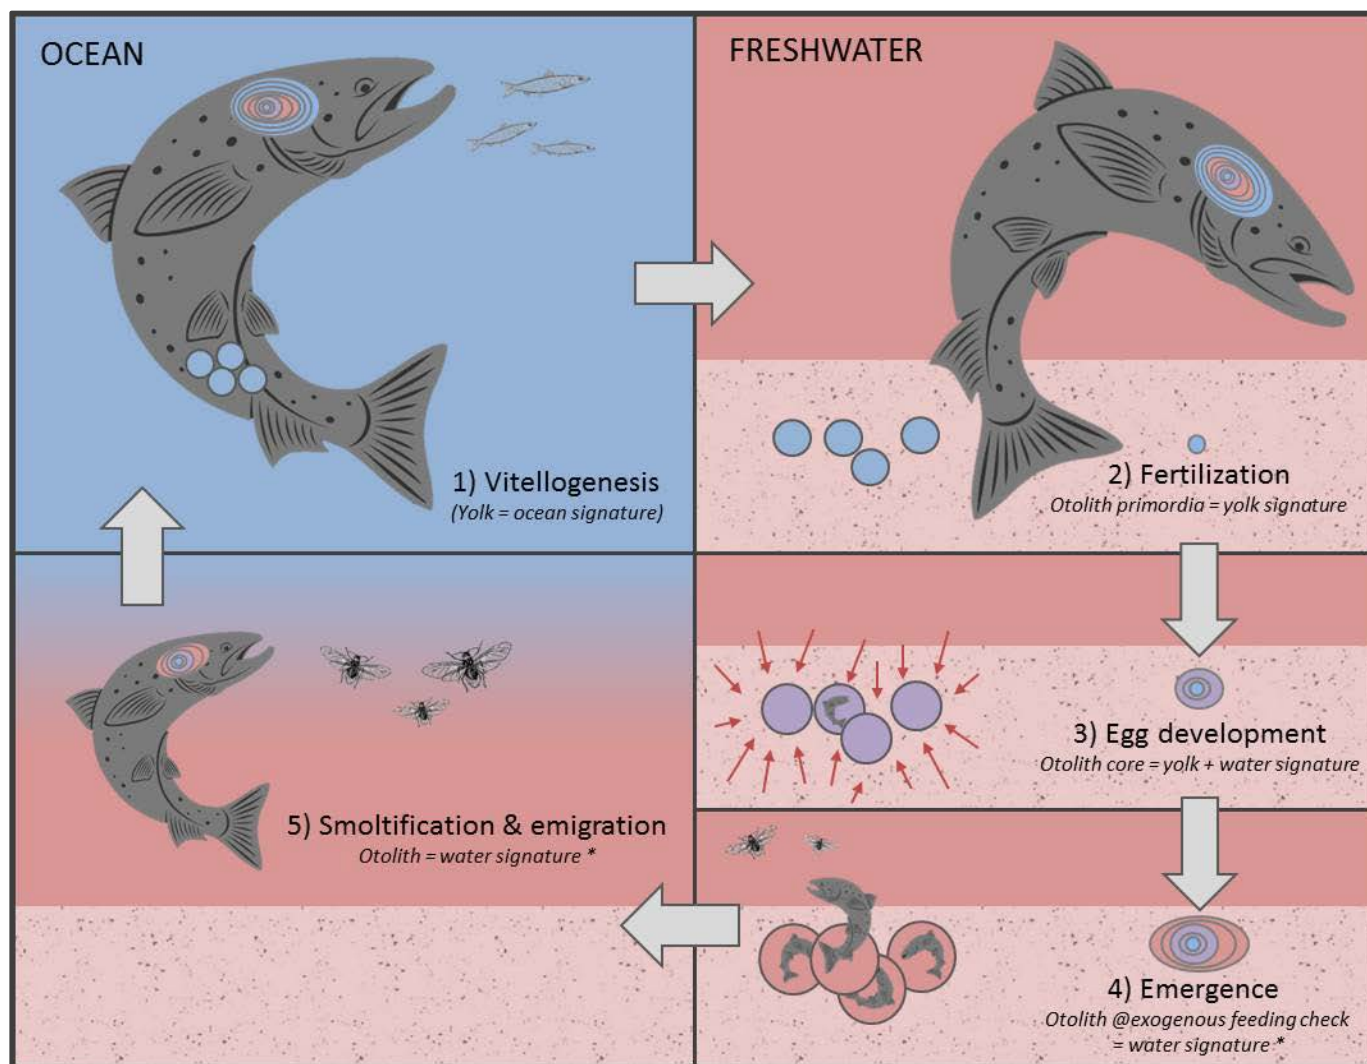 OCEAN
FRESHWATER
1) Vitellogenesis
(Yolk = ocean signature)
2) Fertilization
Otolith primordia = yolk signature
3) Egg development
Otolith core = yolk + water signature
4) Emergence
Otolith @exogenous feeding check
= water signature *
5) Smoltification & emigration
Otolith = water signature *